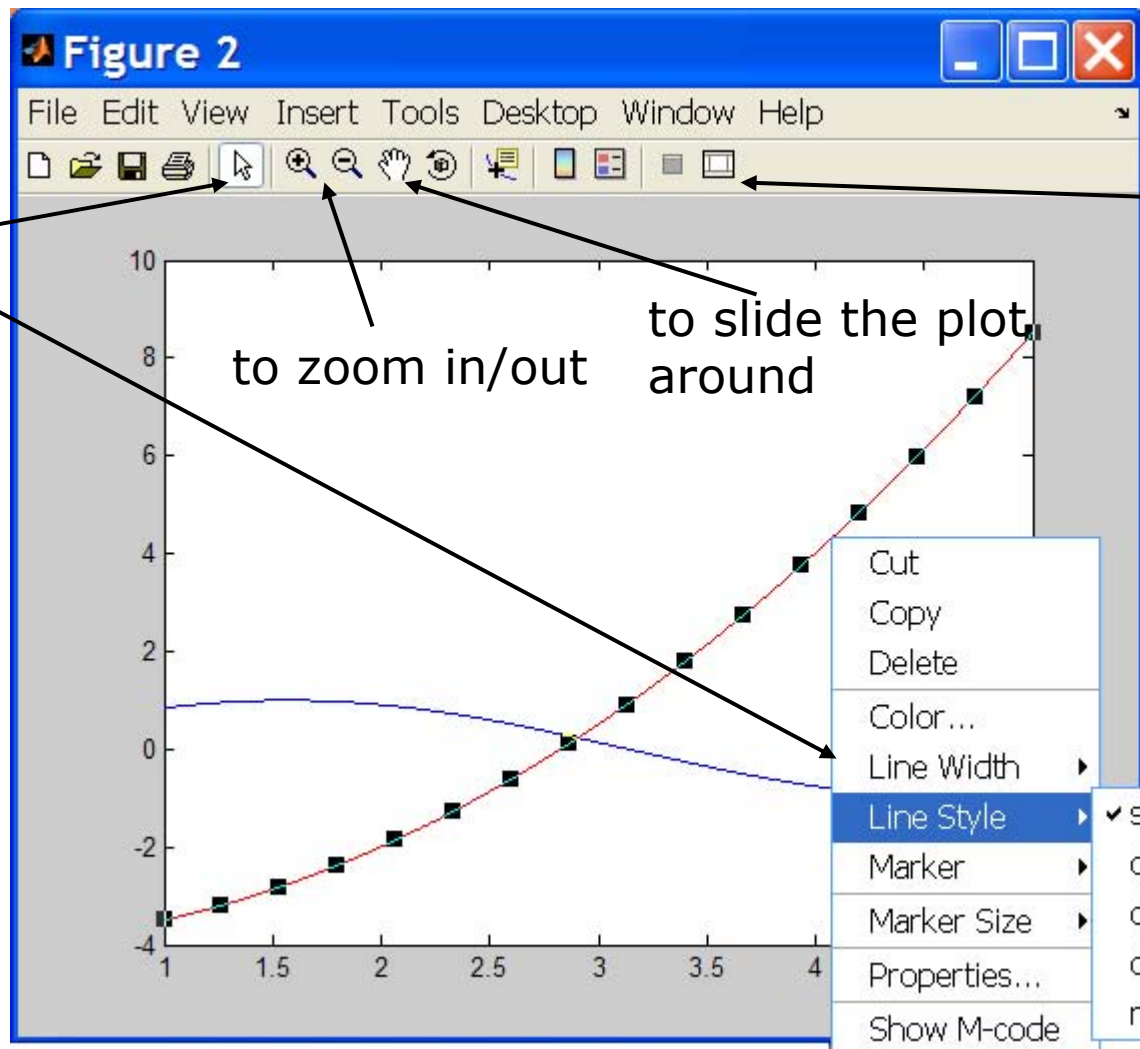 Figure 2
File Edit View Insert Tools Desktop Window Help
10
8
6
4
2
0
-2
-4
to zoom in/out
to slide the plot
around
1 1.5 2 2.5 3 3.5 4
Cut
Copy
Delete
Color...
Line Width
Line Style
Marker
Marker Size
Properties...
Show M-code